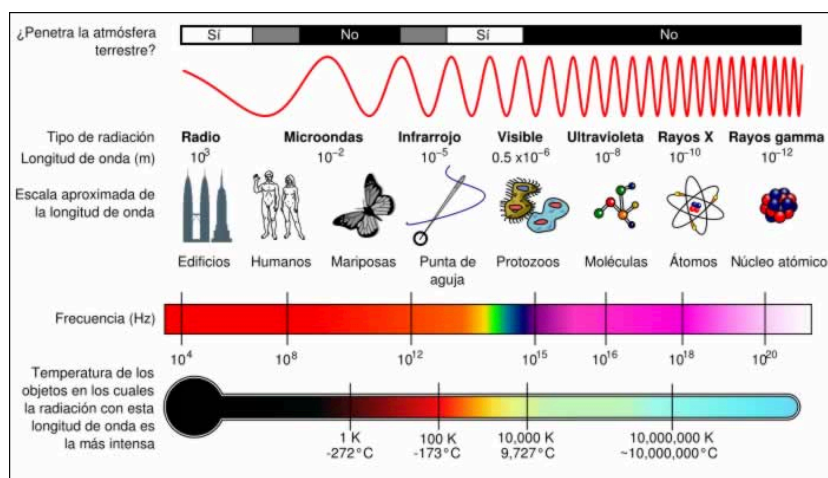 ¿Penetra la atmósfera
terrestre?
Sí No Sí No
Tipo de radiación Radio Microondas Infrarrojo Visible Ultravioleta Rayos X Rayos gamma
Longitud de onda (m) 10³ 10⁻² 10⁻⁵ 0.5 x10⁻⁶ 10⁻⁸ 10⁻¹⁰ 10⁻¹²
Escala aproximada de
la longitud de onda
Edificios Humanos Mariposas Punta de Protozoos Moléculas Átomos Núcleo atómico
aguja
Frecuencia (Hz)
10⁴ 10⁸ 10¹² 10¹⁵ 10¹⁶ 10¹⁸ 10²⁰
Temperatura de los
objetos en los cuales
la radiación con esta
longitud de onda es
la más intensa
1 K 100 K 10,000 K 10,000,000 K
-272°C -173°C 9,727°C ~10,000,000°C